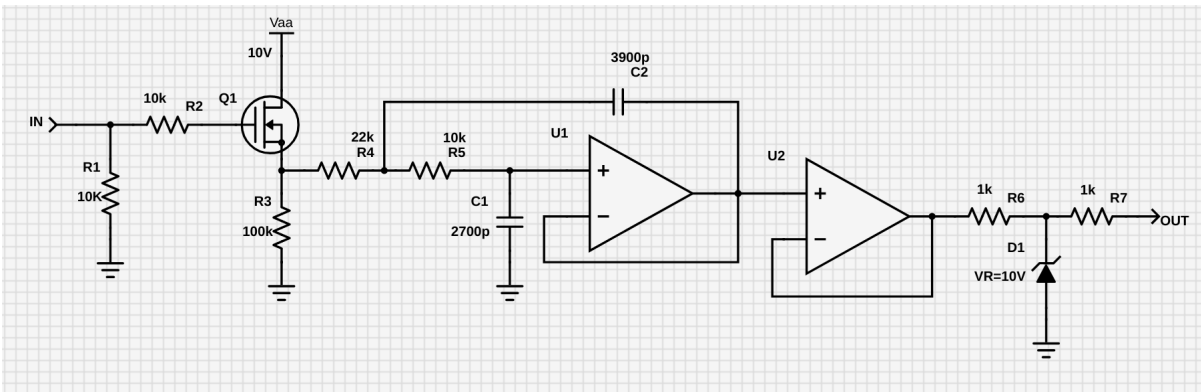 Vaa
10V
3900p
C2
10k
R2
Q1
IN
22k
R4
10k
R5
U1
U2
R1
10K
R3
100k
C1
2700p
+
−
+
−
1k
R6
1k
R7
OUT
D1
VR=10V